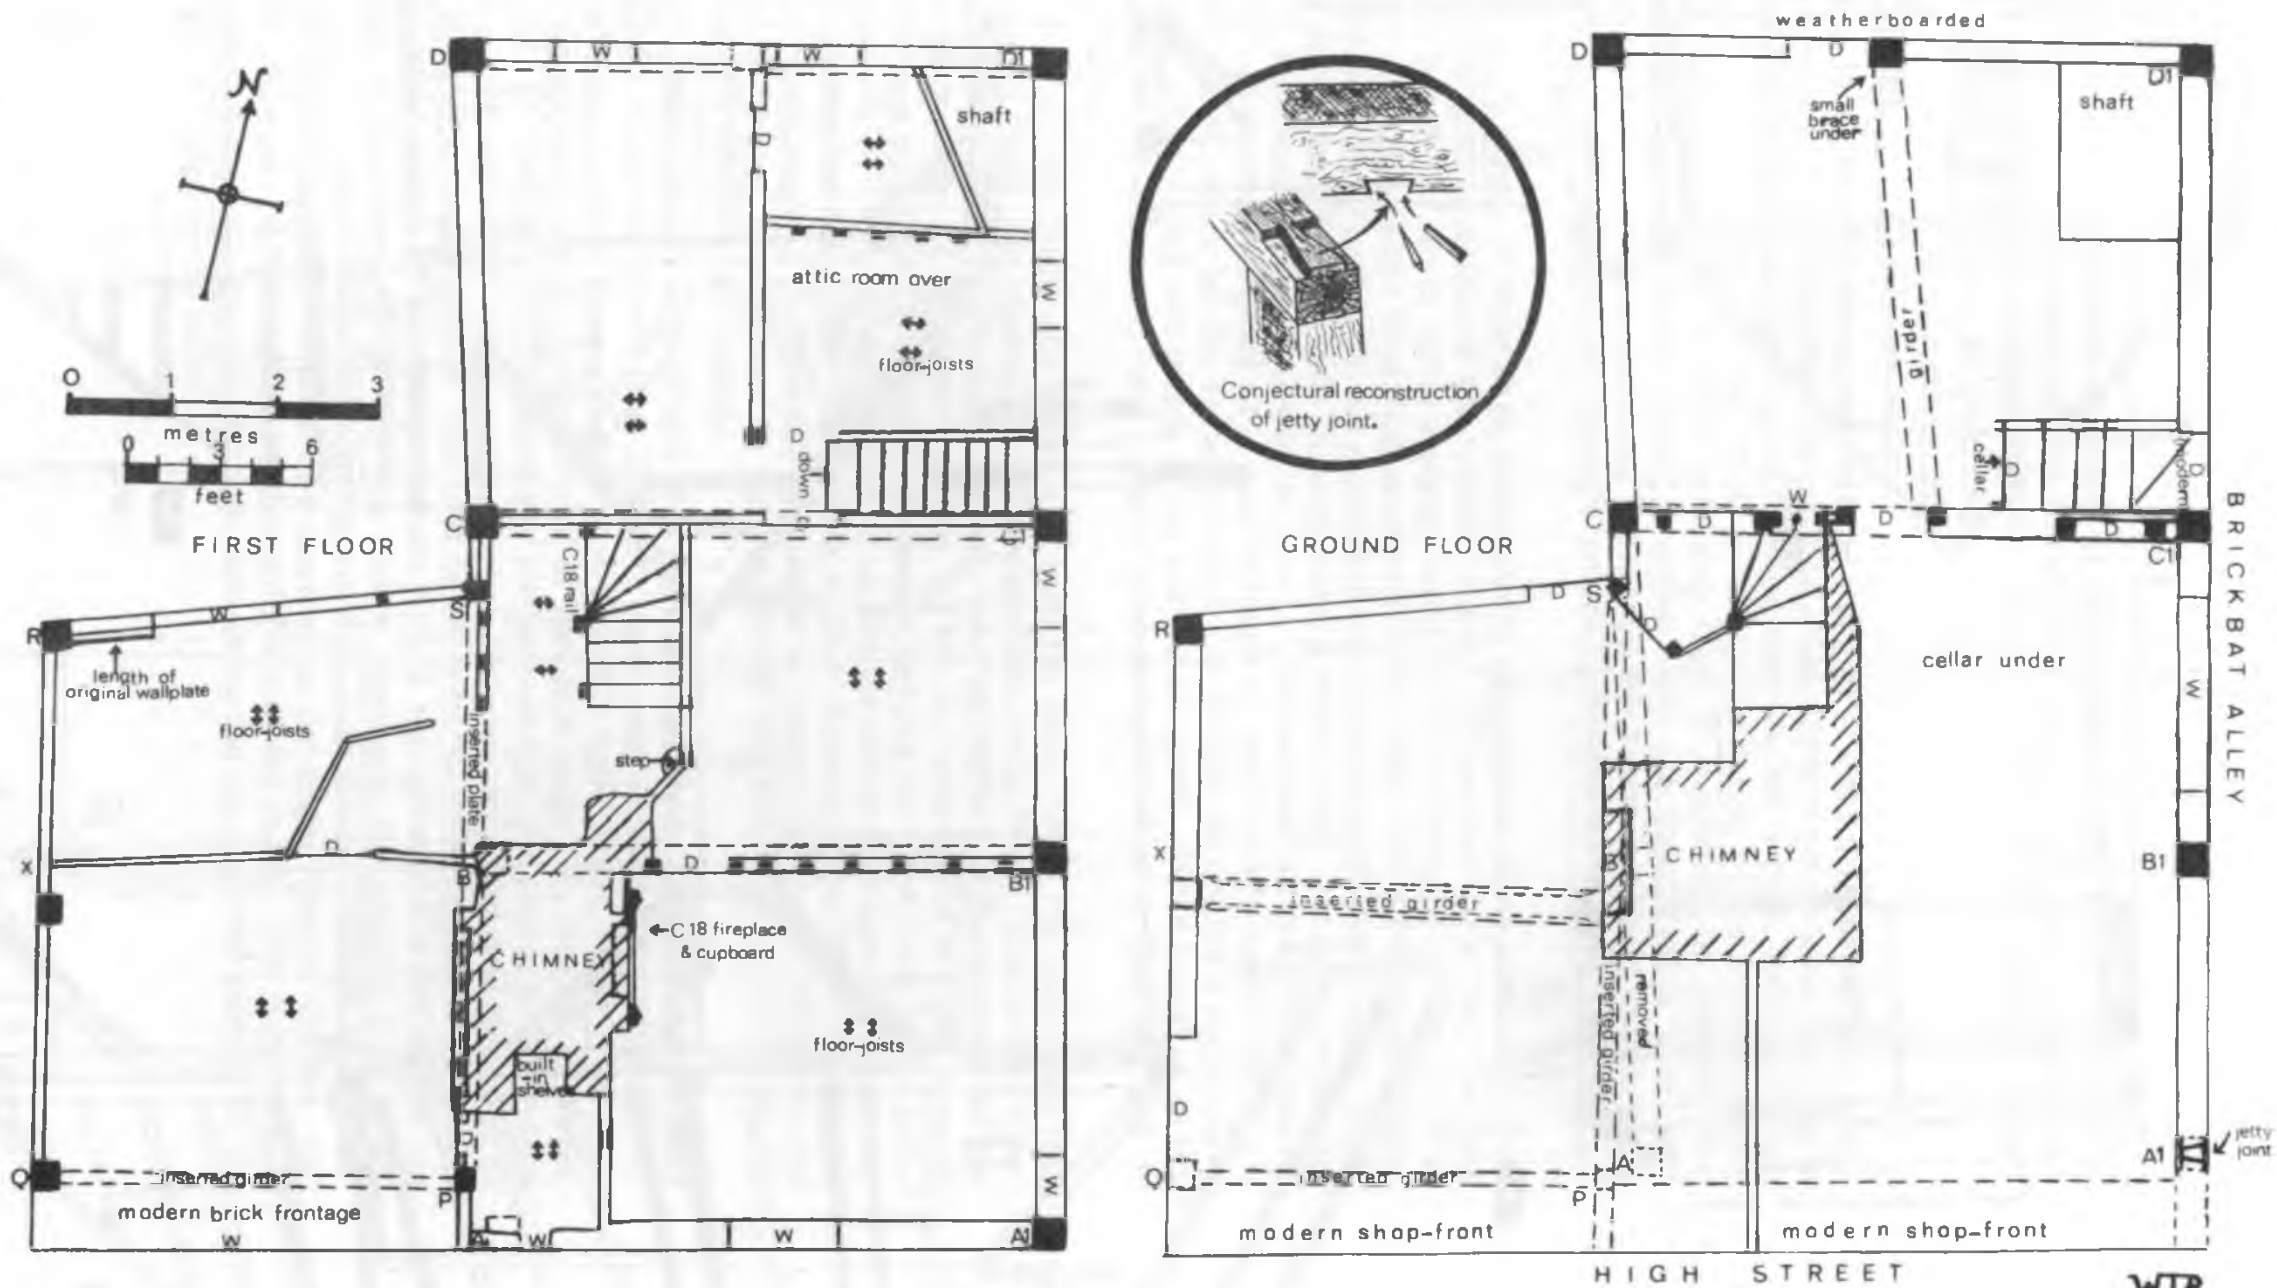 N
0 1 2 3
metres
0 3 6
feet
FIRST FLOOR
D
W
W
D1
shaft
D
attic room over
W
floor-joists
D
down
C
C18 rail
W
R
W
S
length of
original wallplate
floor-joists
inserted plate
step
X
D
B
D
B1
C18 fireplace
& cupboard
CHIMNEY
floor-joists
built
-in
shelves
D
Q
inserted girder
P
modern brick frontage
W
W
A
W
W
A1
Conjectural reconstruction
of jetty joint.
GROUND FLOOR
weatherboarded
D
D
D1
small
brace
under
shaft
girder
cellar
D
modern
D
W
C
D
D
D
C1
R
D
S
D
cellar under
W
BRICKBAT ALLEY
X
B
CHIMNEY
B1
inserted girder
inserted girder
removed
D
A
A1
jetty
joint
Q
inserted girder
P
modern shop-front
modern shop-front
HIGH STREET